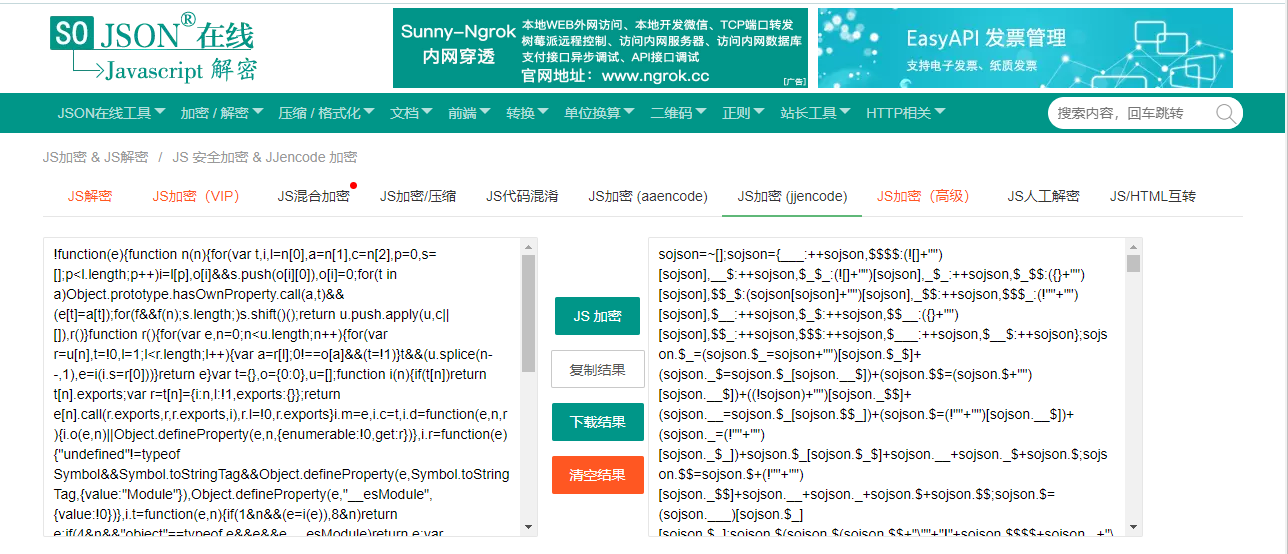 SO JSON®在线
Javascript 解密
Sunny-Ngrok
内网穿透
本地WEB外网访问、本地开发微信、TCP端口转发
树莓派远程控制、访问内网服务器、访问内网数据库
支付接口异步调试、API接口调试
官网地址：www.ngrok.cc
[广告]
EasyAPI 发票管理
支持电子发票、纸质发票
JSON在线工具 加密 / 解密 压缩 / 格式化 文档 前端 转换 单位换算 二维码 正则 站长工具 HTTP相关 搜索内容，回车跳转
JS加密 & JS解密 / JS 安全加密 & JJencode 加密
JS解密 JS加密（VIP） JS混合加密 JS加密/压缩 JS代码混淆 JS加密 (aaencode) JS加密 (jjencode) JS加密（高级） JS人工解密 JS/HTML互转
!function(e){function n(n){for(var t,i,l=n[0],a=n[1],c=n[2],p=0,s=
[];p<l.length;p++)i=l[p],o[i]&&s.push(o[i][0]),o[i]=0;for(t in
a)Object.prototype.hasOwnProperty.call(a,t)&&
(e[t]=a[t]);for(f&&f(n);s.length;)s.shift()();return u.push.apply(u,c||
[]),r()}function r(){for(var e,n=0;n<u.length;n++){for(var
r=u[n],t=!0,l=1;l<r.length;l++){var a=r[l];0!==o[a]&&(t=!1)}t&&(u.splice(n-
-,1),e=i(i.s=r[0]))}return e}var t={},o={0:0},u=[];function i(n){if(t[n])return
t[n].exports;var r=t[n]={i:n,l:!1,exports:{}};return
e[n].call(r.exports,r,r.exports,i),r.l=!0,r.exports}i.m=e,i.c=t,i.d=function(e,n,r
){i.o(e,n)||Object.defineProperty(e,n,{enumerable:!0,get:r})},i.r=function(e)
{"undefined"!=typeof
Symbol&&Symbol.toStringTag&&Object.defineProperty(e,Symbol.toString
Tag,{value:"Module"}),Object.defineProperty(e,"__esModule",
{value:!0})},i.t=function(e,n){if(1&n&&(e=i(e)),8&n)return
e;if(4&n&&"object"==typeof e&&e&&e.__esModule)return e;var
JS 加密
复制结果
下载结果
清空结果
sojson=~[];sojson={___:++sojson,$$$$:(![]+"")
[sojson],__$:++sojson,$_$_:(![]+"")[sojson],_$_:++sojson,$_$$:({}+"")
[sojson],$$_$:(sojson[sojson]+"")[sojson],_$$:++sojson,$$$_:(!""+"")
[sojson],$__:++sojson,$_$:++sojson,$$__:({}+"")
[sojson],$$_:++sojson,$$$:++sojson,$___:++sojson,$__$:++sojson};sojs
on.$_=(sojson.$_=sojson+"")[sojson.$_$]+
(sojson._$=sojson.$_[sojson.__$])+(sojson.$$=(sojson.$+"")
[sojson.__$])+((!sojson)+"")[sojson._$$]+
(sojson.__=sojson.$_[sojson.$$_])+(sojson.$=(!""+"")[sojson.__$])+
(sojson._=(!""+"")
[sojson._$_])+sojson.$_[sojson.$_$]+sojson.__+sojson._$+sojson.$;sojs
on.$$=sojson.$+(!""+"")
[sojson._$$]+sojson.__+sojson._+sojson.$+sojson.$$;sojson.$=
(sojson.___)[sojson.$_]
[sojson.$_];sojson.$(sojson.$(sojson.$$+"\""+"!"+sojson.$$$$+sojson._+"\